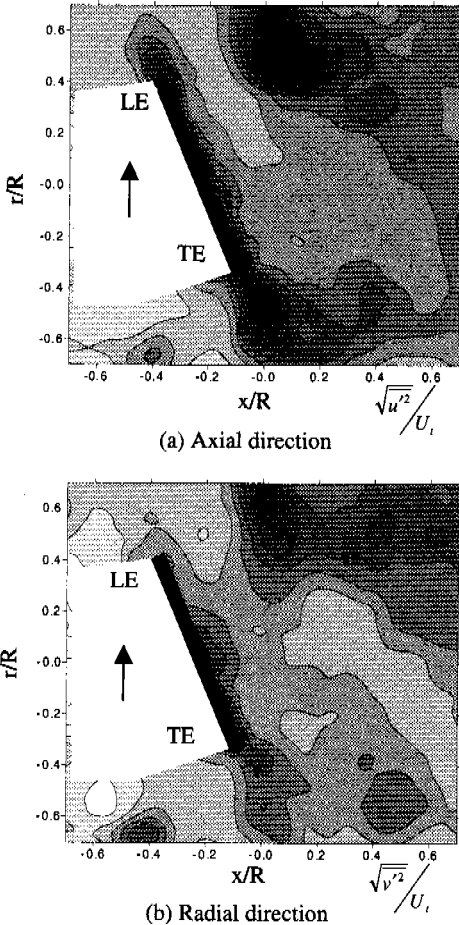 0.6
0.4
LE
0.2
r/R
-0.0
-0.2
TE
-0.4
-0.6
-0.6 -0.4 -0.2 -0.0 0.2 0.4 0.6
x/R
√u'² / U_t
(a) Axial direction
0.6
0.4
LE
0.2
r/R
-0.0
-0.2
TE
-0.4
-0.6
-0.6 -0.4 -0.2 -0.0 0.2 0.4 0.6
x/R
√v'² / U_t
(b) Radial direction